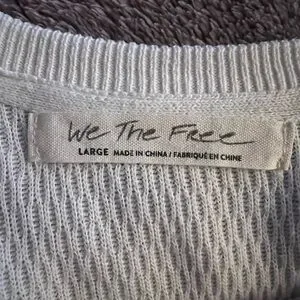 We The Free
LARGE MADE IN CHINA / FABRIQUÉ EN CHINE